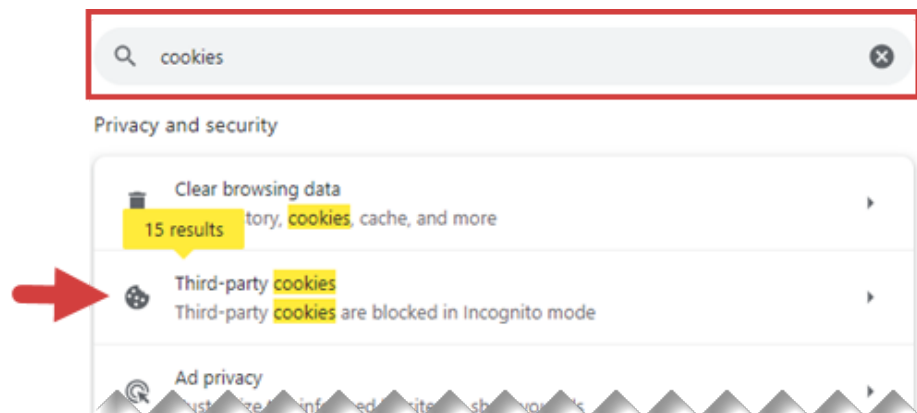 cookies
Privacy and security
Clear browsing data
tory, cookies, cache, and more
15 results
Third-party cookies
Third-party cookies are blocked in Incognito mode
Ad privacy